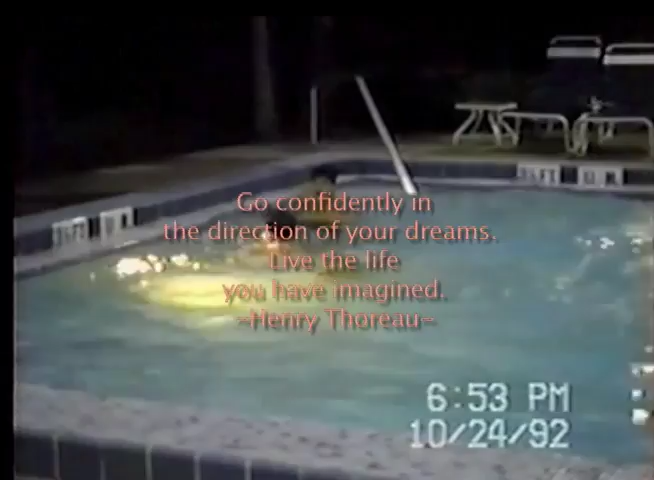 Go confidently in
the direction of your dreams.
Live the life
you have imagined.
~Henry Thoreau~
6:53 PM
10/24/92